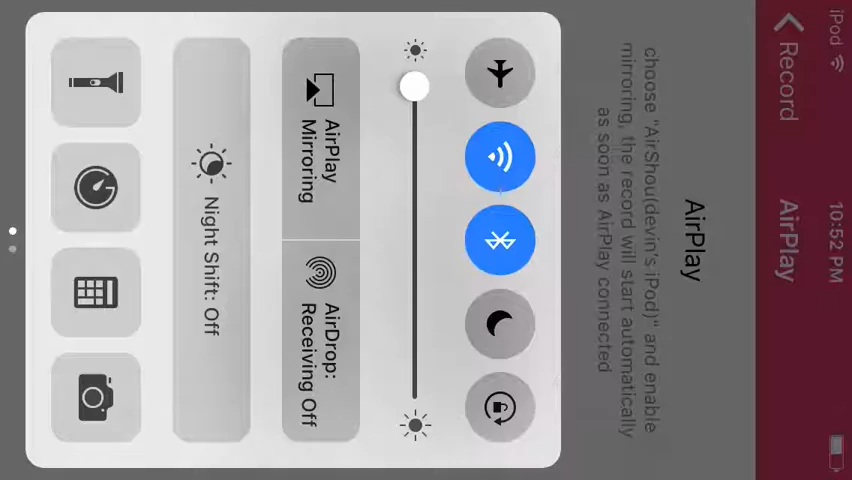 iPod 10:52 PM
Record AirPlay
AirPlay
choose "AirShou(devin's iPod)" and enable
mirroring, the record will start automatically
as soon as AirPlay connected
AirPlay
Mirroring
AirDrop:
Receiving Off
Night Shift: Off